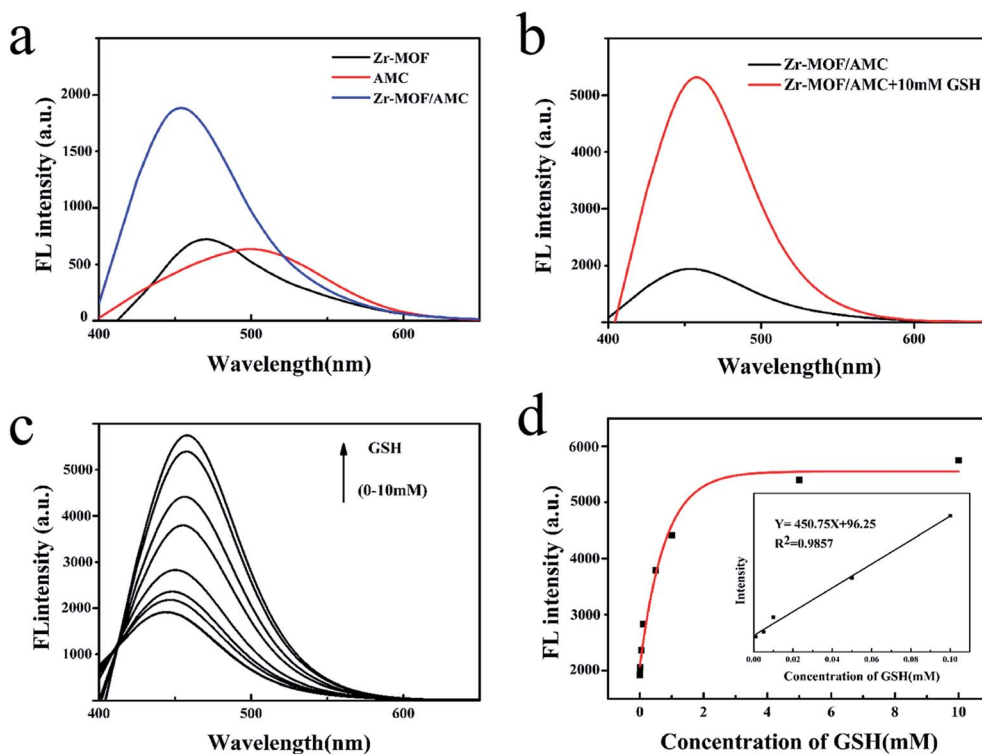 a
Zr-MOF
AMC
Zr-MOF/AMC
2000
1500
1000
500
0
400
500
600
FL intensity (a.u.)
Wavelength(nm)
b
Zr-MOF/AMC
Zr-MOF/AMC+10mM GSH
5000
4000
3000
2000
400
500
600
FL intensity (a.u.)
Wavelength(nm)
c
GSH
(0-10mM)
5000
4000
3000
2000
1000
400
500
600
FLintensity (a.u.)
Wavelength(nm)
d
6000
5000
4000
3000
2000
0
2
4
6
8
10
FL intensity (a.u.)
Concentration of GSH(mM)
Y= 450.75X+96.25
R2=0.9857
Intensity
0.00
0.02
0.04
0.06
0.08
0.10
Concentration of GSH(mM)